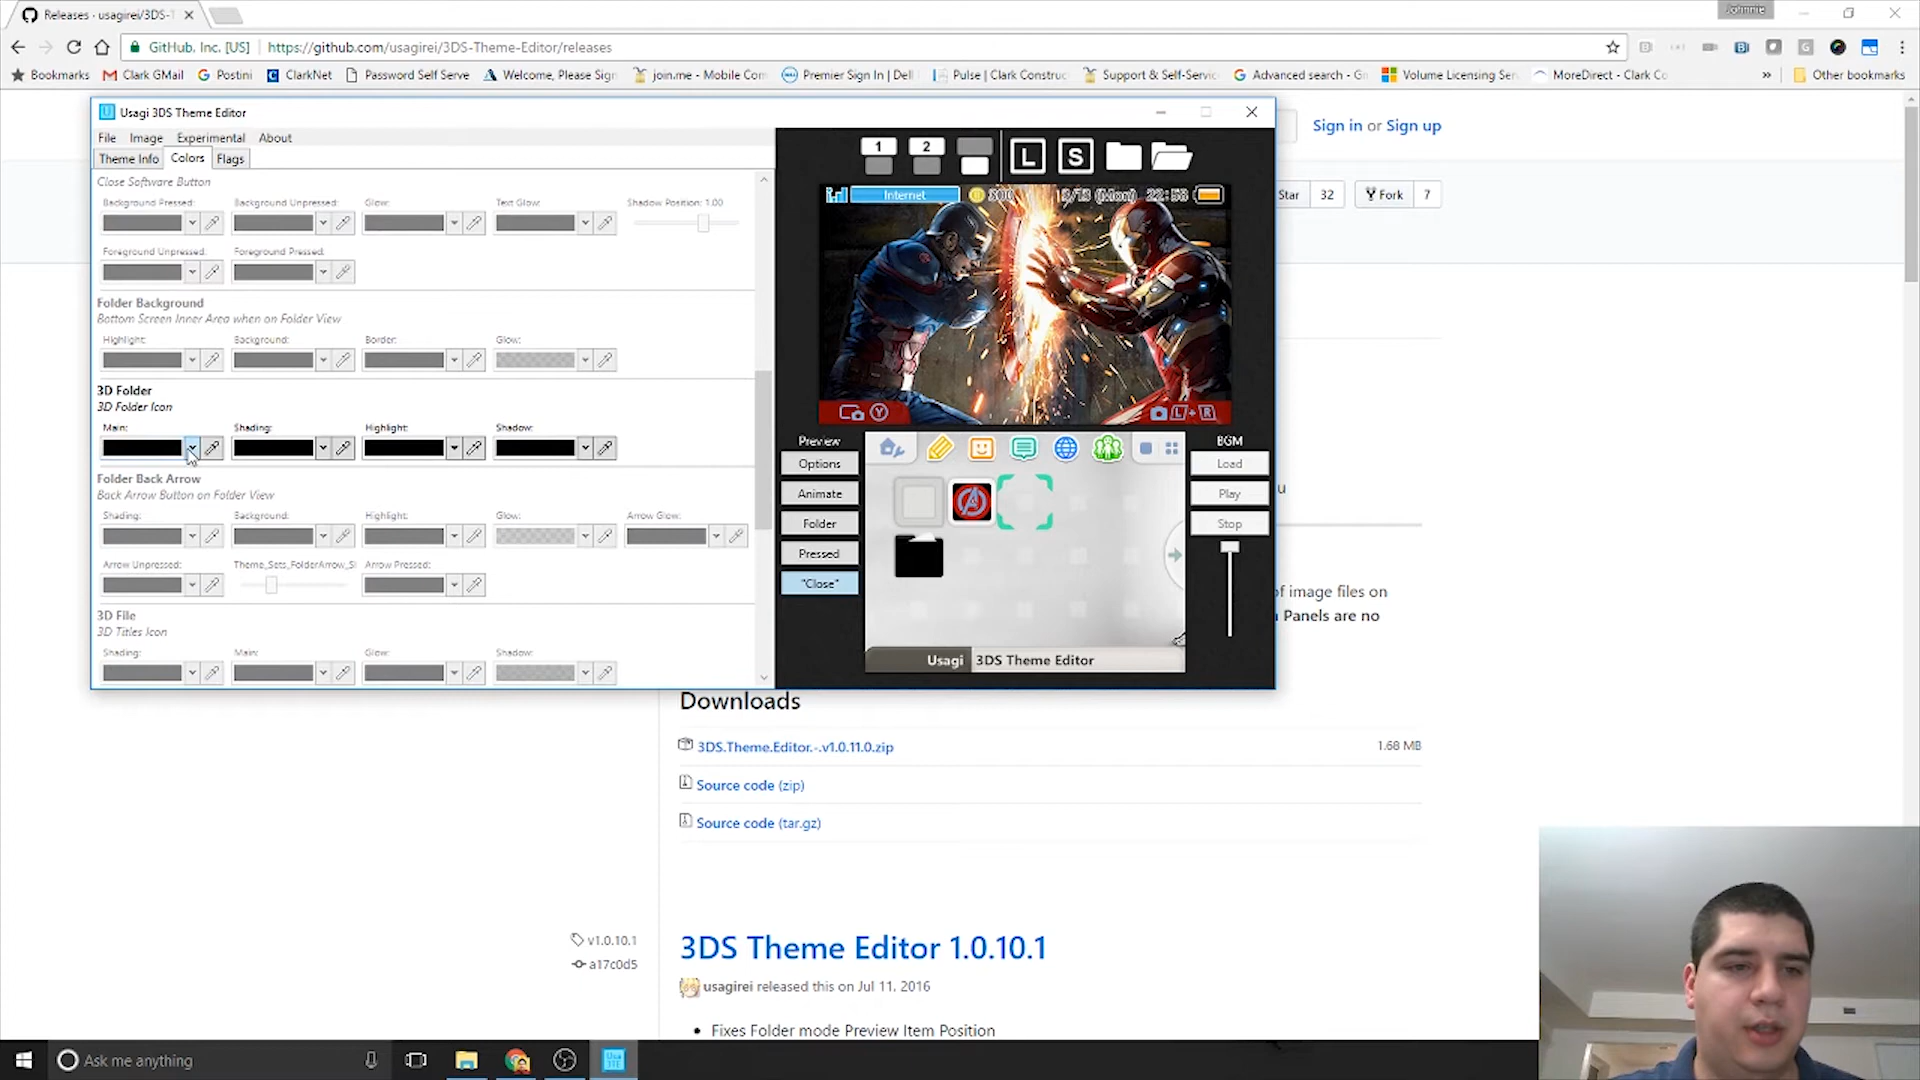 Releases · usagirei/3DS-T
Johnnie
GitHub, Inc. [US]
https://github.com/usagirei/3DS-Theme-Editor/releases
Bookmarks
Clark GMail
Postini
ClarkNet
Password Self Serve
Welcome, Please Sign
join.me - Mobile Con
Premier Sign In | Dell
Pulse | Clark Construc
Support & Self-Servic
Advanced search - Gr
Volume Licensing Ser
MoreDirect - Clark Co
»
Other bookmarks
Usagi 3DS Theme Editor
Sign in or Sign up
File Image Experimental About
Theme Info Colors Flags
1 2 L S
Star 32 Fork 7
Close Software Button
Background Pressed: Background Unpressed: Glow: Text Glow: Shadow Position: 1.00
Foreground Unpressed: Foreground Pressed:
Folder Background
Bottom Screen Inner Area when on Folder View
Highlight: Background: Border: Glow:
3D Folder
3D Folder Icon
Main: Shading: Highlight: Shadow:
Folder Back Arrow
Back Arrow Button on Folder View
Shading: Background: Highlight: Glow: Arrow Glow:
Arrow Unpressed: Theme_Sets_FolderArrow_S Arrow Pressed:
3D File
3D Titles Icon
Shading: Main: Glow: Shadow:
Internet 300 (Mon)
Y L+R
Preview
Options
Animate
Folder
Pressed
"Close"
BGM
Load
Play
Stop
Usagi 3DS Theme Editor
u
of image files on
Panels are no
Downloads
3DS.Theme.Editor.-.v1.0.11.0.zip 1.68 MB
Source code (zip)
Source code (tar.gz)
v1.0.10.1
a17c0d5
3DS Theme Editor 1.0.10.1
usagirei released this on Jul 11, 2016
• Fixes Folder mode Preview Item Position
Ask me anything